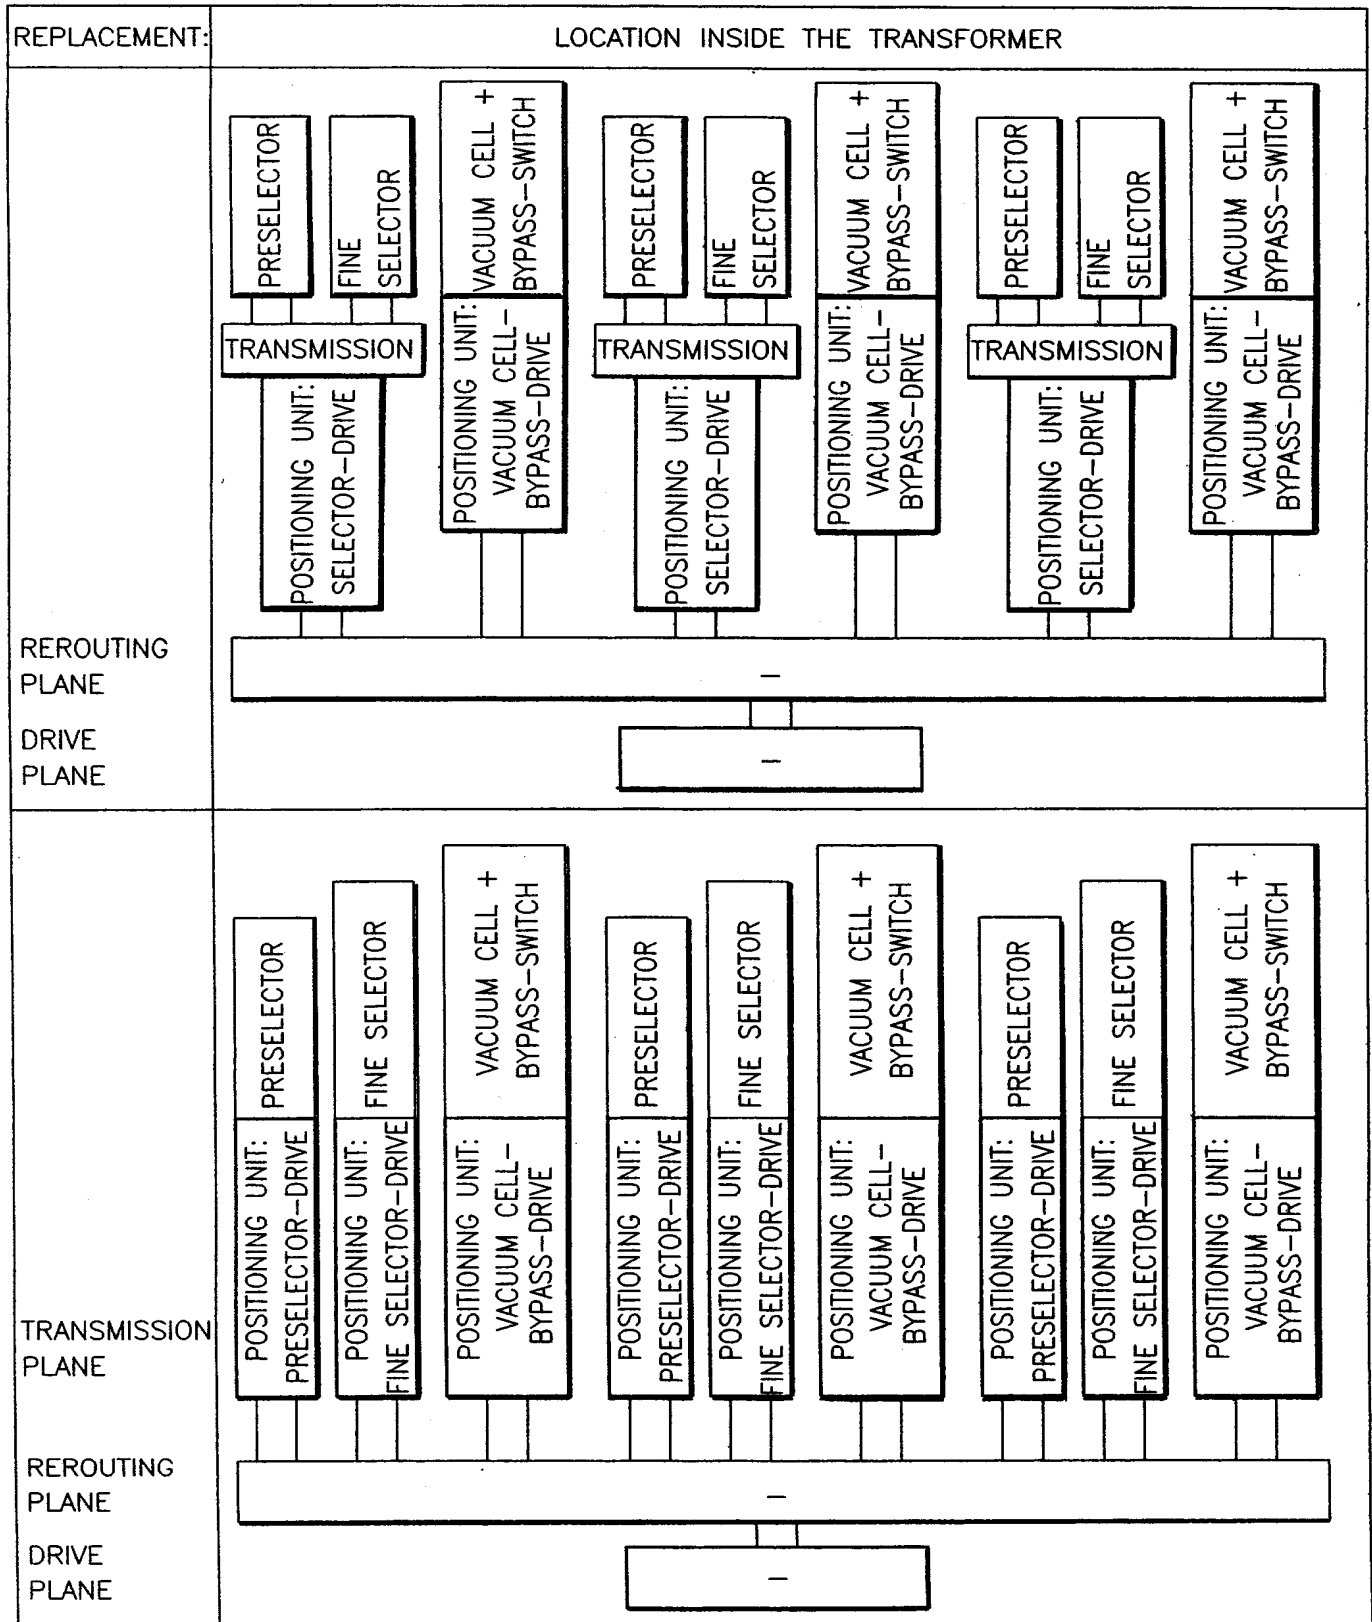 REPLACEMENT:
LOCATION INSIDE THE TRANSFORMER
PRESELECTOR
FINE
SELECTOR
VACUUM CELL +
BYPASS-SWITCH
PRESELECTOR
FINE
SELECTOR
VACUUM CELL +
BYPASS-SWITCH
PRESELECTOR
FINE
SELECTOR
VACUUM CELL +
BYPASS-SWITCH
TRANSMISSION
POSITIONING UNIT:
VACUUM CELL-
BYPASS-DRIVE
TRANSMISSION
POSITIONING UNIT:
VACUUM CELL-
BYPASS-DRIVE
TRANSMISSION
POSITIONING UNIT:
VACUUM CELL-
BYPASS-DRIVE
POSITIONING UNIT:
SELECTOR-DRIVE
POSITIONING UNIT:
SELECTOR-DRIVE
POSITIONING UNIT:
SELECTOR-DRIVE
REROUTING
PLANE
–
DRIVE
PLANE
–
PRESELECTOR
FINE SELECTOR
VACUUM CELL +
BYPASS-SWITCH
PRESELECTOR
FINE SELECTOR
VACUUM CELL +
BYPASS-SWITCH
PRESELECTOR
FINE SELECTOR
VACUUM CELL +
BYPASS-SWITCH
TRANSMISSION
PLANE
POSITIONING UNIT:
PRESELECTOR-DRIVE
POSITIONING UNIT:
FINE SELECTOR-DRIVE
POSITIONING UNIT:
VACUUM CELL-
BYPASS-DRIVE
POSITIONING UNIT:
PRESELECTOR-DRIVE
POSITIONING UNIT:
FINE SELECTOR-DRIVE
POSITIONING UNIT:
VACUUM CELL-
BYPASS-DRIVE
POSITIONING UNIT:
PRESELECTOR-DRIVE
POSITIONING UNIT:
FINE SELECTOR-DRIVE
POSITIONING UNIT:
VACUUM CELL-
BYPASS-DRIVE
REROUTING
PLANE
–
DRIVE
PLANE
–